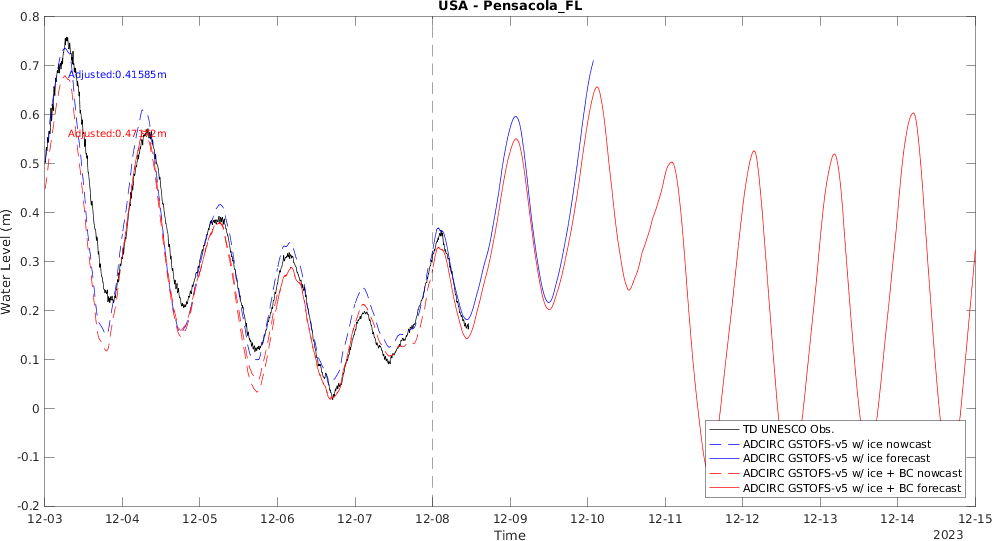 USA - Pensacola_FL
0.8
0.7
0.6
0.5
0.4
0.3
0.2
0.1
0
-0.1
-0.2
Water Level (m)
Adjusted:0.41585m
TD UNESCO Obs.
ADCIRC GSTOFS-v5 w/ ice nowcast
ADCIRC GSTOFS-v5 w/ ice forecast
ADCIRC GSTOFS-v5 w/ ice + BC nowcast
ADCIRC GSTOFS-v5 w/ ice + BC forecast
12-03 12-04 12-05 12-06 12-07 12-08 12-09 12-10 12-11 12-12 12-13 12-14 12-15
Time
2023